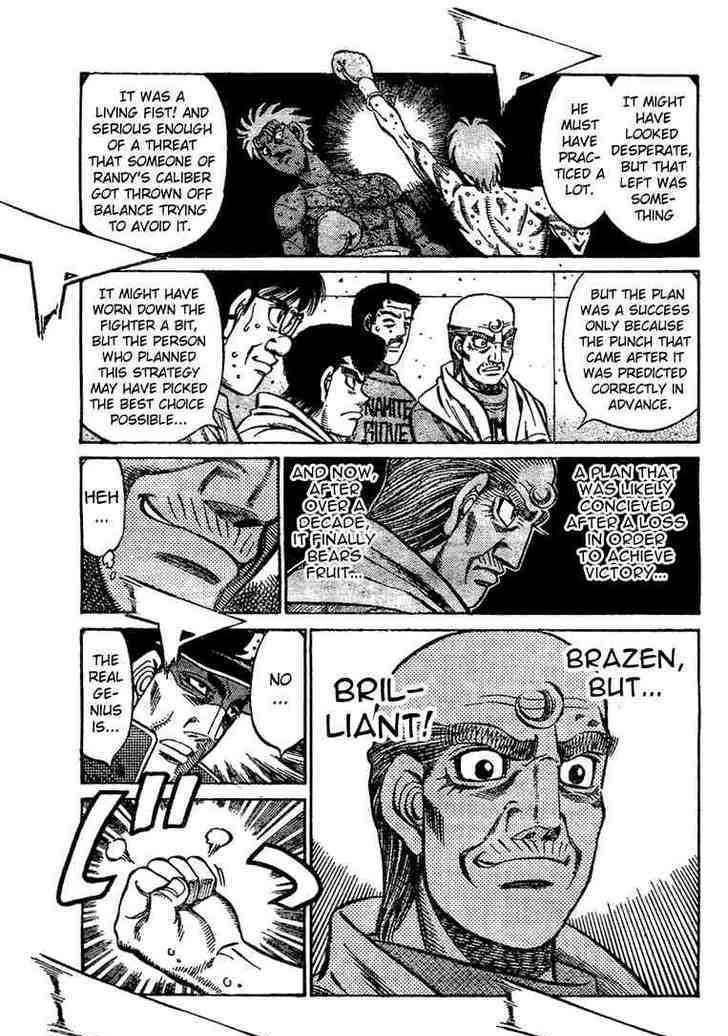 IT MIGHT
HAVE
LOOKED
DESPERATE,
BUT THAT
LEFT WAS
SOME-
THING
HE
MUST
HAVE
PRAC-
TICED A
LOT.
IT WAS A
LIVING FIST! AND
SERIOUS ENOUGH
OF A THREAT
THAT SOMEONE OF
RANDY'S CALIBER
GOT THROWN OFF
BALANCE TRYING
TO AVOID IT.
BUT THE PLAN
WAS A SUCCESS
ONLY BECAUSE
THE PUNCH THAT
CAME AFTER IT
WAS PREDICTED
CORRECTLY IN
ADVANCE.
IT MIGHT HAVE
WORN DOWN THE
FIGHTER A BIT,
BUT THE PERSON
WHO PLANNED
THIS STRATEGY
MAY HAVE PICKED
THE BEST CHOICE
POSSIBLE...
NAMITE
GLOVE
A PLAN THAT
WAS LIKELY
CONCIEVED
AFTER A LOSS
IN ORDER
TO ACHIEVE
VICTORY...
AND NOW,
AFTER
OVER A
DECADE,
IT FINALLY
BEARS
FRUIT...
HEH
...
BRAZEN,
BUT...
BRIL-
LIANT!
NO
...
THE
REAL
GE-
NIUS
IS...